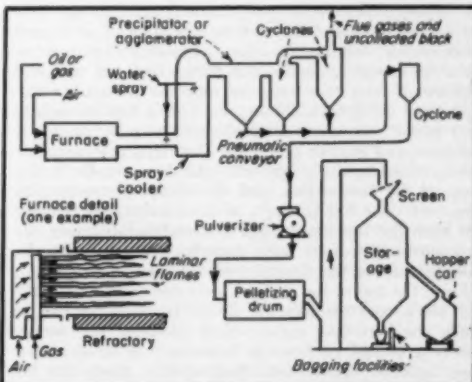 Precipitator or
agglomerator
Cyclones
Flue gases and
uncollected black
Oil or
gas
Water
spray
Air
Furnace
Cyclone
Pneumatic
conveyor
Spray
cooler
Furnace detail
(one example)
Screen
Pulverizer
Laminar
flames
Stor-
age
Hopper
car
Pelletizing
drum
Refractory
Gas
Air
Bagging facilities